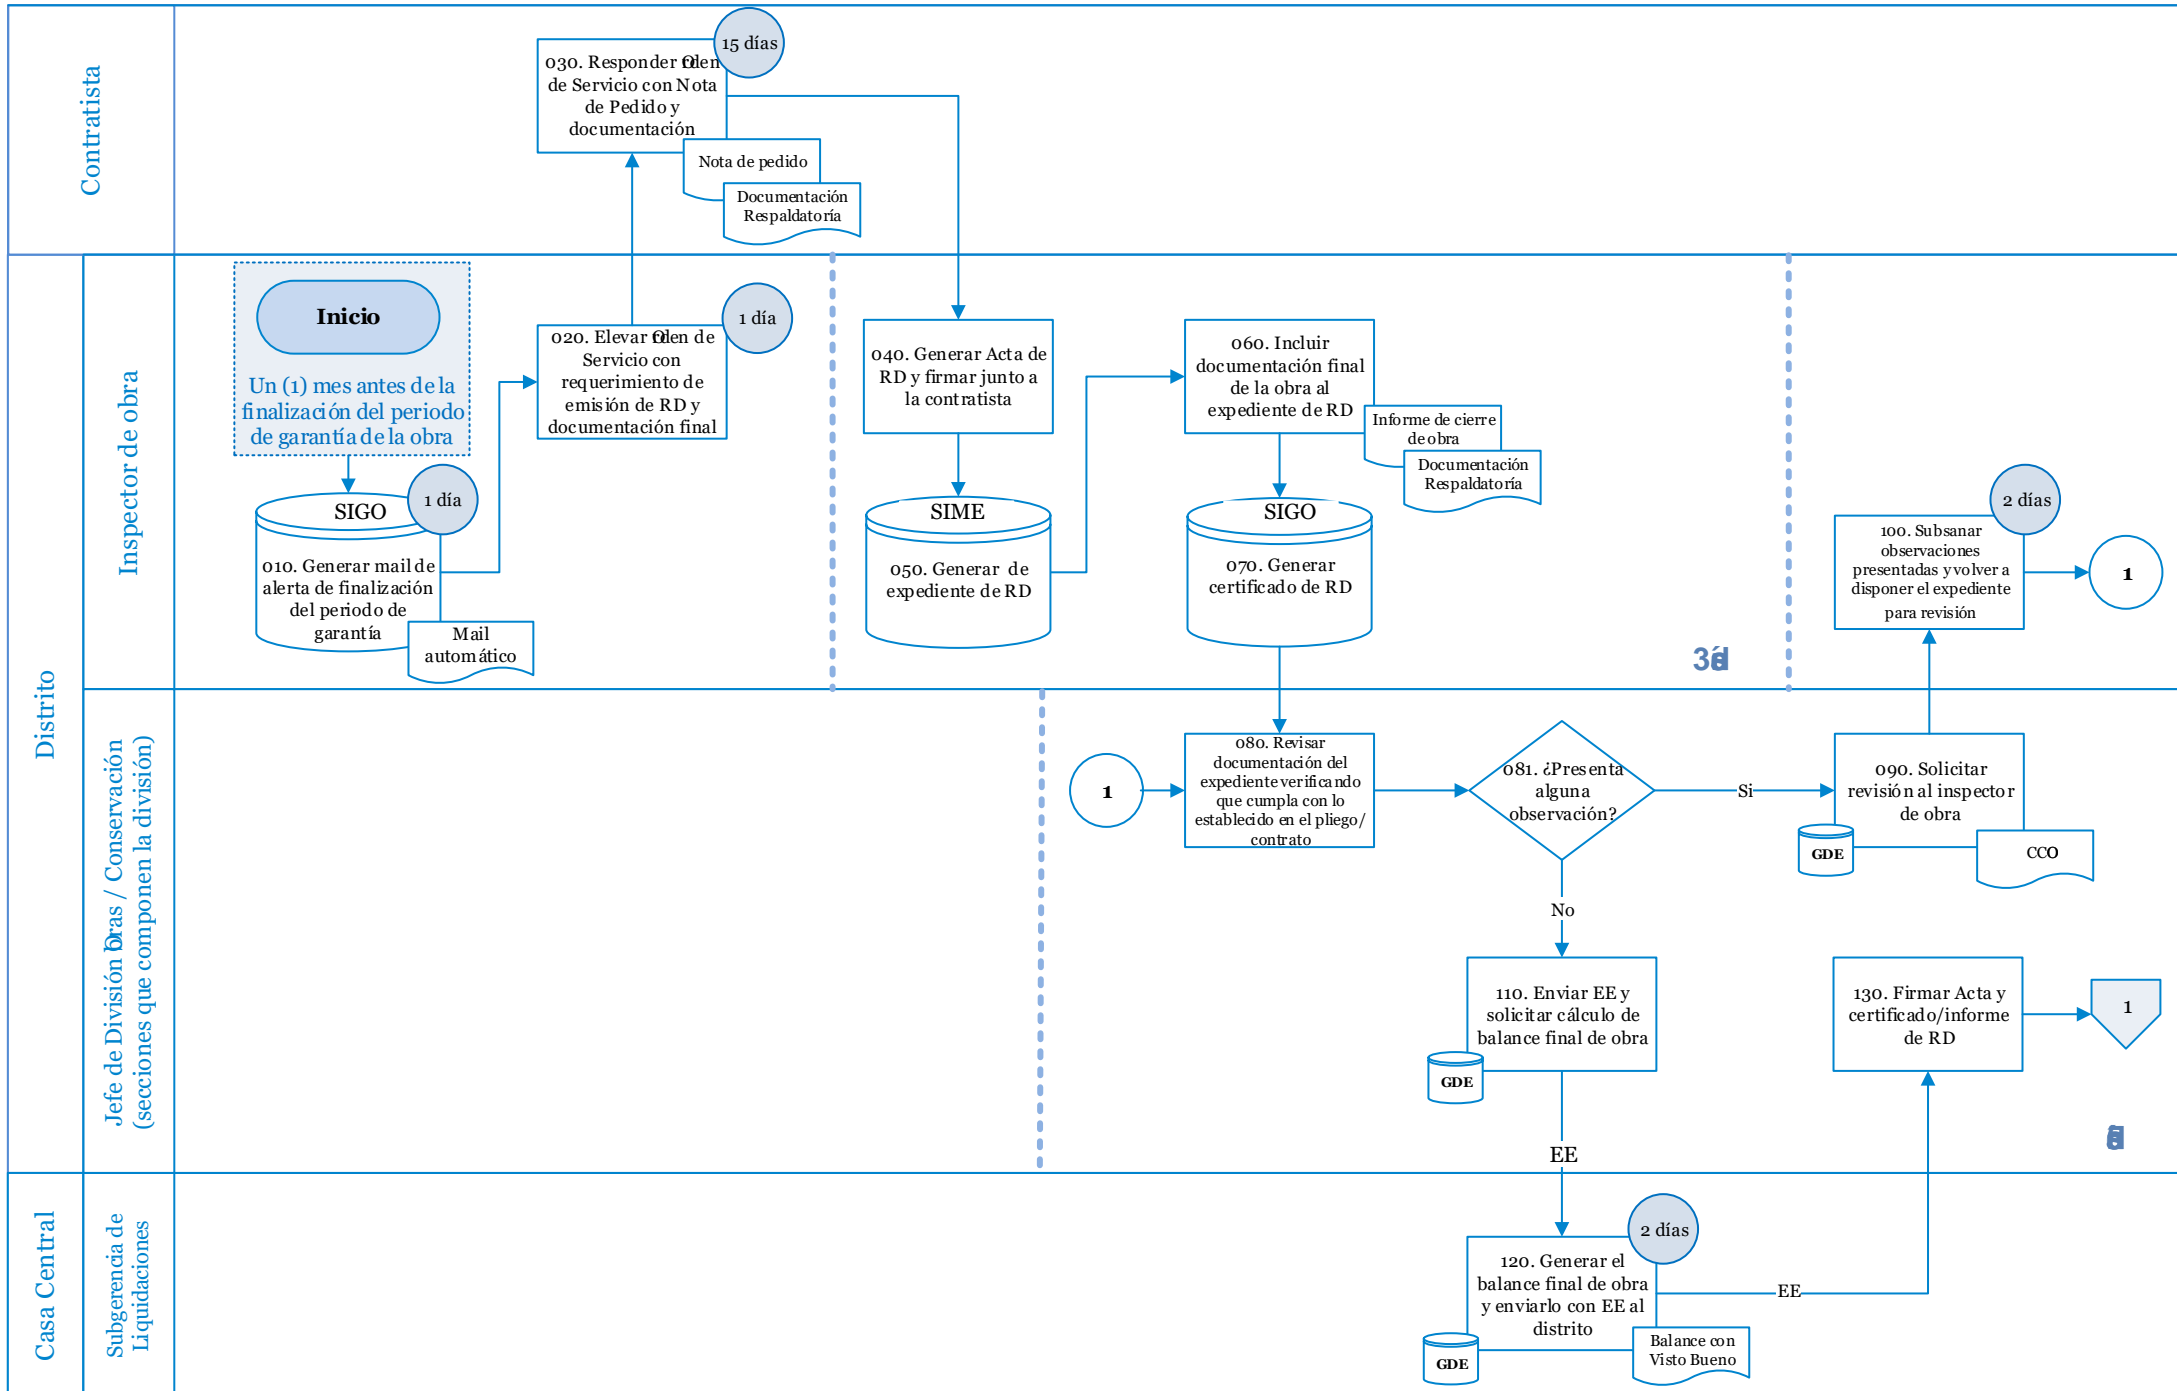 Contratista
030. Responder Orden
de Servicio con Nota
de Pedido y
documentación
15 días
Nota de pedido
Documentación
Respaldatoría
Distrito
Inspector de obra
Inicio
Un (1) mes antes de la
finalización del periodo
de garantía de la obra
SIGO
1 día
010. Generar mail de
alerta de finalización
del periodo de
garantía
Mail
automático
020. Elevar Orden de
Servicio con
requerimiento de
emisión de RD y
documentación final
1 día
040. Generar Acta de
RD y firmar junto a
la contratista
SIME
050. Generar de
expediente de RD
060. Incluir
documentación final
de la obra al
expediente de RD
Informe de cierre
de obra
Documentación
Respaldatoría
SIGO
070. Generar
certificado de RD
2 días
100. Subsanar
observaciones
presentadas y volver a
disponer el expediente
para revisión
1
Jefe de División Obras / Conservación
(secciones que componen la división)
1
080. Revisar
documentación del
expediente verificando
que cumpla con lo
establecido en el pliego/
contrato
081. ¿Presenta
alguna
observación?
Si
No
090. Solicitar
revisión al inspector
de obra
GDE
CCO
110. Enviar EE y
solicitar cálculo de
balance final de obra
GDE
EE
130. Firmar Acta y
certificado/informe
de RD
1
Casa Central
Subgerencia de
Liquidaciones
2 días
120. Generar el
balance final de obra
y enviarlo con EE al
distrito
GDE
Balance con
Visto Bueno
EE